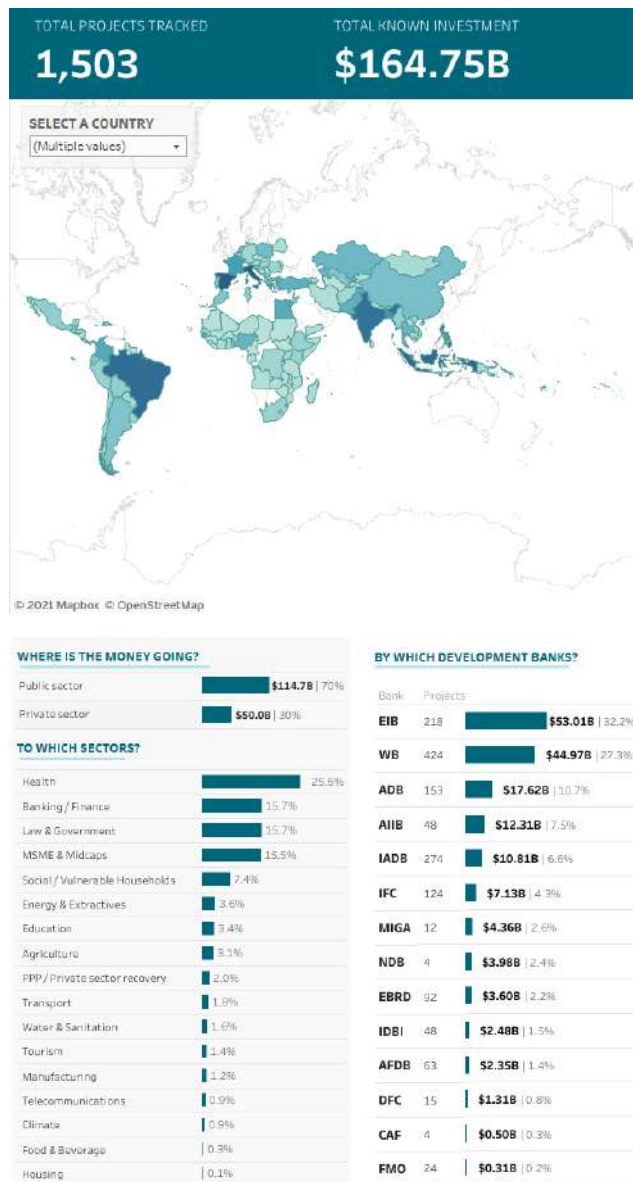 TOTAL PROJECTS TRACKED
1,503
TOTAL KNOWN INVESTMENT
$164.75B
SELECT A COUNTRY
(Multiple values)
© 2021 Mapbox © OpenStreetMap
WHERE IS THE MONEY GOING?
Public sector $114.7B | 70%
Private sector $50.0B | 30%
TO WHICH SECTORS?
Health 25.6%
Banking / Finance 15.7%
Law & Government 15.7%
MSME & Midcaps 15.5%
Social / Vulnerable Households 7.4%
Energy & Extractives 3.6%
Education 3.4%
Agriculture 3.1%
PPP / Private sector recovery 2.0%
Transport 1.8%
Water & Sanitation 1.6%
Tourism 1.4%
Manufacturing 1.2%
Telecommunications 0.9%
Climate 0.9%
Food & Beverage 0.3%
Housing 0.1%
BY WHICH DEVELOPMENT BANKS?
Bank Projects
EIB 218 $53.01B | 32.2%
WB 424 $44.97B | 27.3%
ADB 153 $17.62B | 10.7%
AIIB 48 $12.31B | 7.5%
IADB 274 $10.81B | 6.6%
IFC 124 $7.13B | 4.3%
MIGA 12 $4.36B | 2.6%
NDB 4 $3.98B | 2.4%
EBRD 92 $3.60B | 2.2%
IDBI 48 $2.48B | 1.5%
AFDB 63 $2.35B | 1.4%
DFC 15 $1.31B | 0.8%
CAF 4 $0.50B | 0.3%
FMO 24 $0.31B | 0.2%